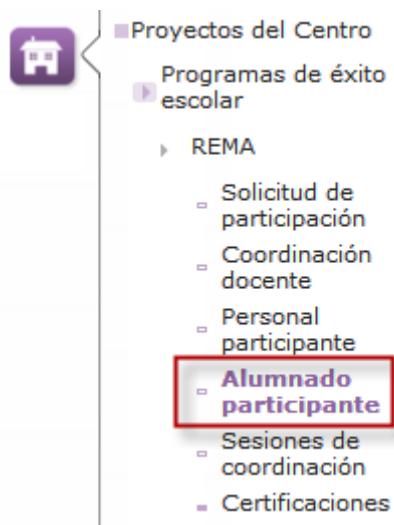 Proyectos del Centro
Programas de éxito
escolar
REMA
Solicitud de
participación
Coordinación
docente
Personal
participante
Alumnado
participante
Sesiones de
coordinación
Certificaciones